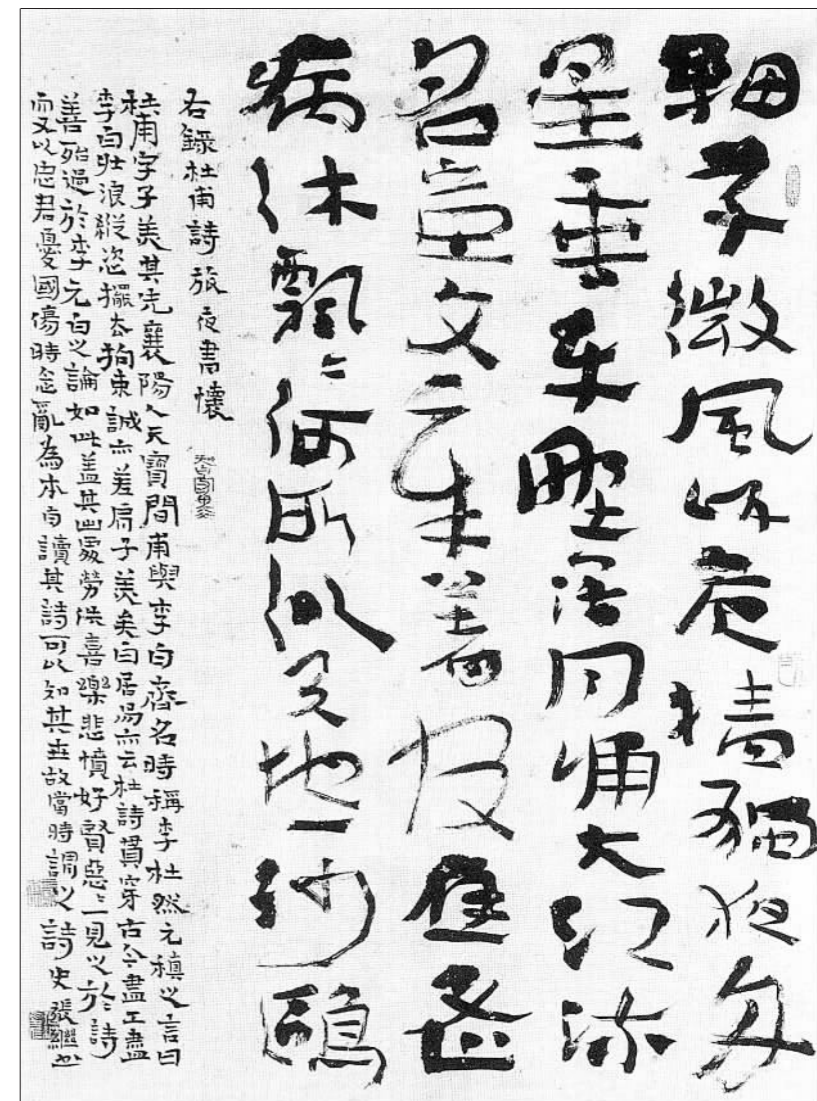 細草微風岸危檣獨夜舟
星垂平野闊月涌大江流
名豈文章著官應老
病休飄〻何所似天地一沙鷗
右錄杜甫詩旅夜書懷
杜甫字子美其先襄陽人天寶間甫與李白齊名時稱李杜然元稹之言曰
李白壯浪縱恣擺去拘束誠亦差肩子美矣白居易亦云杜詩貫穿古今盡工盡
善殆過於李元白之論如此蓋其出處勞佚喜樂悲憤好賢惡〻一見之於詩
而又以忠君憂國傷時念亂為本旨讀其詩可以知其世故當時謂之詩史張繼書